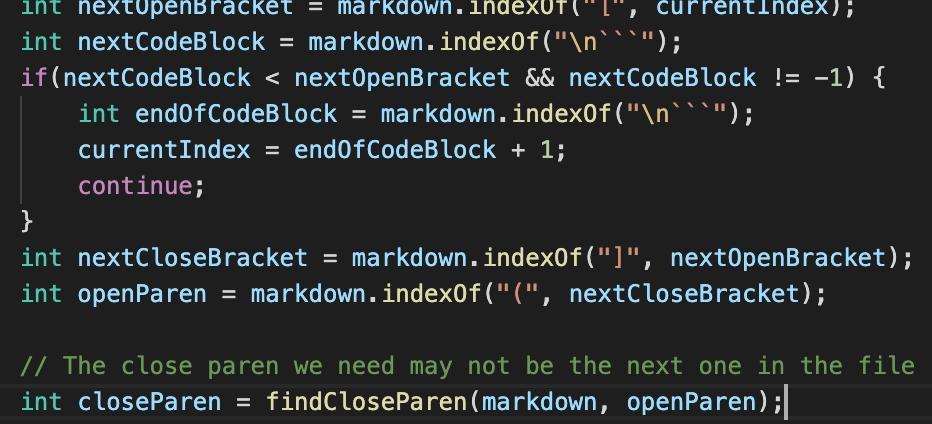 int nextOpenBracket = markdown.indexOf("[", currentIndex);
int nextCodeBlock = markdown.indexOf("\n```");
if(nextCodeBlock < nextOpenBracket && nextCodeBlock != -1) {
    int endOfCodeBlock = markdown.indexOf("\n```");
    currentIndex = endOfCodeBlock + 1;
    continue;
}
int nextCloseBracket = markdown.indexOf("]", nextOpenBracket);
int openParen = markdown.indexOf("(", nextCloseBracket);
// The close paren we need may not be the next one in the file
int closeParen = findCloseParen(markdown, openParen);